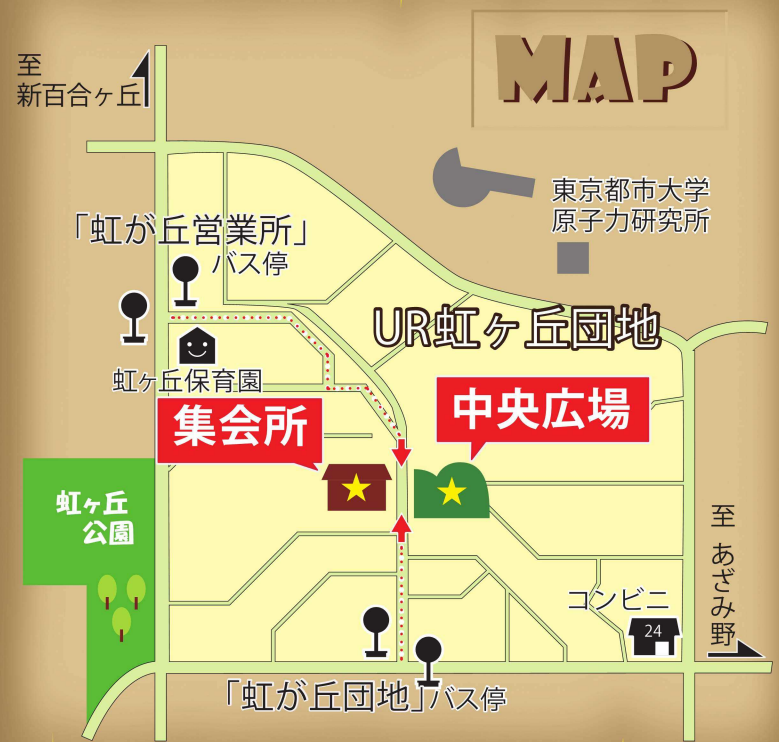 MAP
至
新百合ヶ丘
東京都市大学
原子力研究所
「虹が丘営業所」
バス停
UR虹ヶ丘団地
虹ヶ丘保育園
集会所
中央広場
虹ヶ丘
公園
至 あざみ野
コンビニ
24
「虹が丘団地」バス停